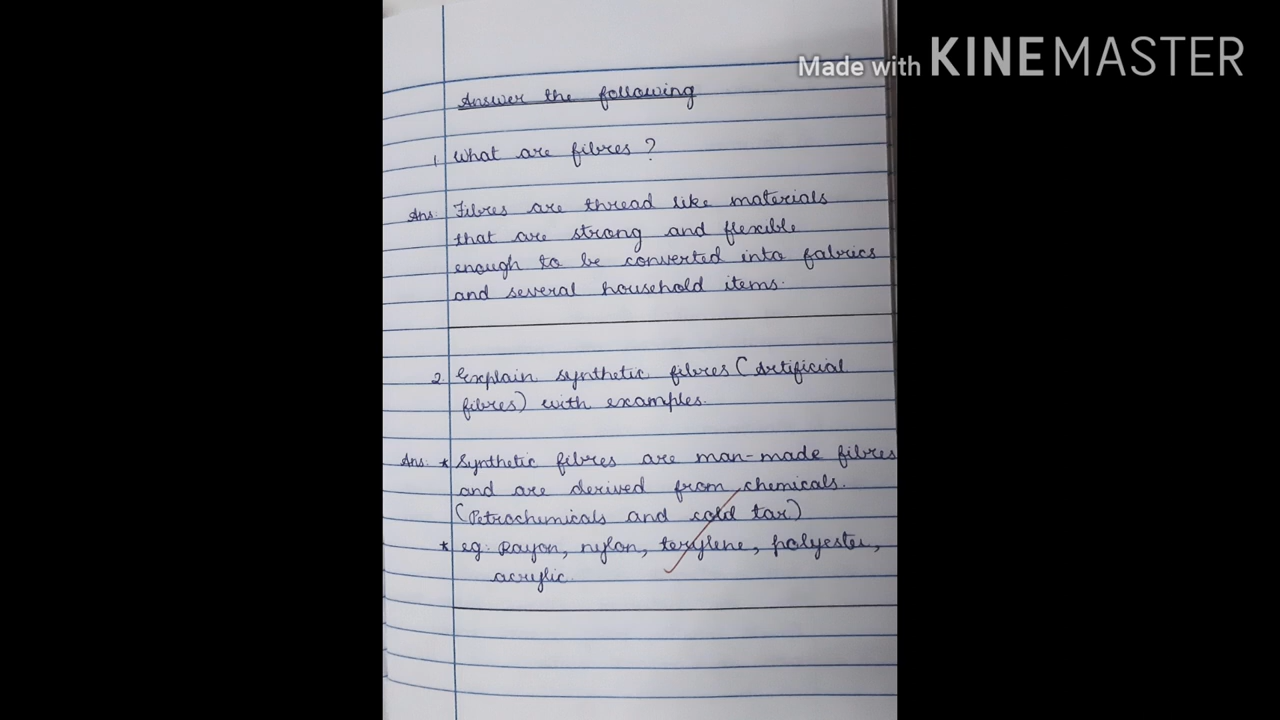 Made with KINEMASTER
Answer the following
1. What are fibres ?
Ans. Fibres are thread like materials
that are strong and flexible
enough to be converted into fabrics
and several household items.
2. Explain synthetic fibres (Artificial
fibres) with examples.
Ans. * Synthetic fibres are man-made fibres
and are derived from chemicals.
(Petrochemicals and cold tar)
* eg: Rayon, nylon, terylene, polyester,
acrylic.